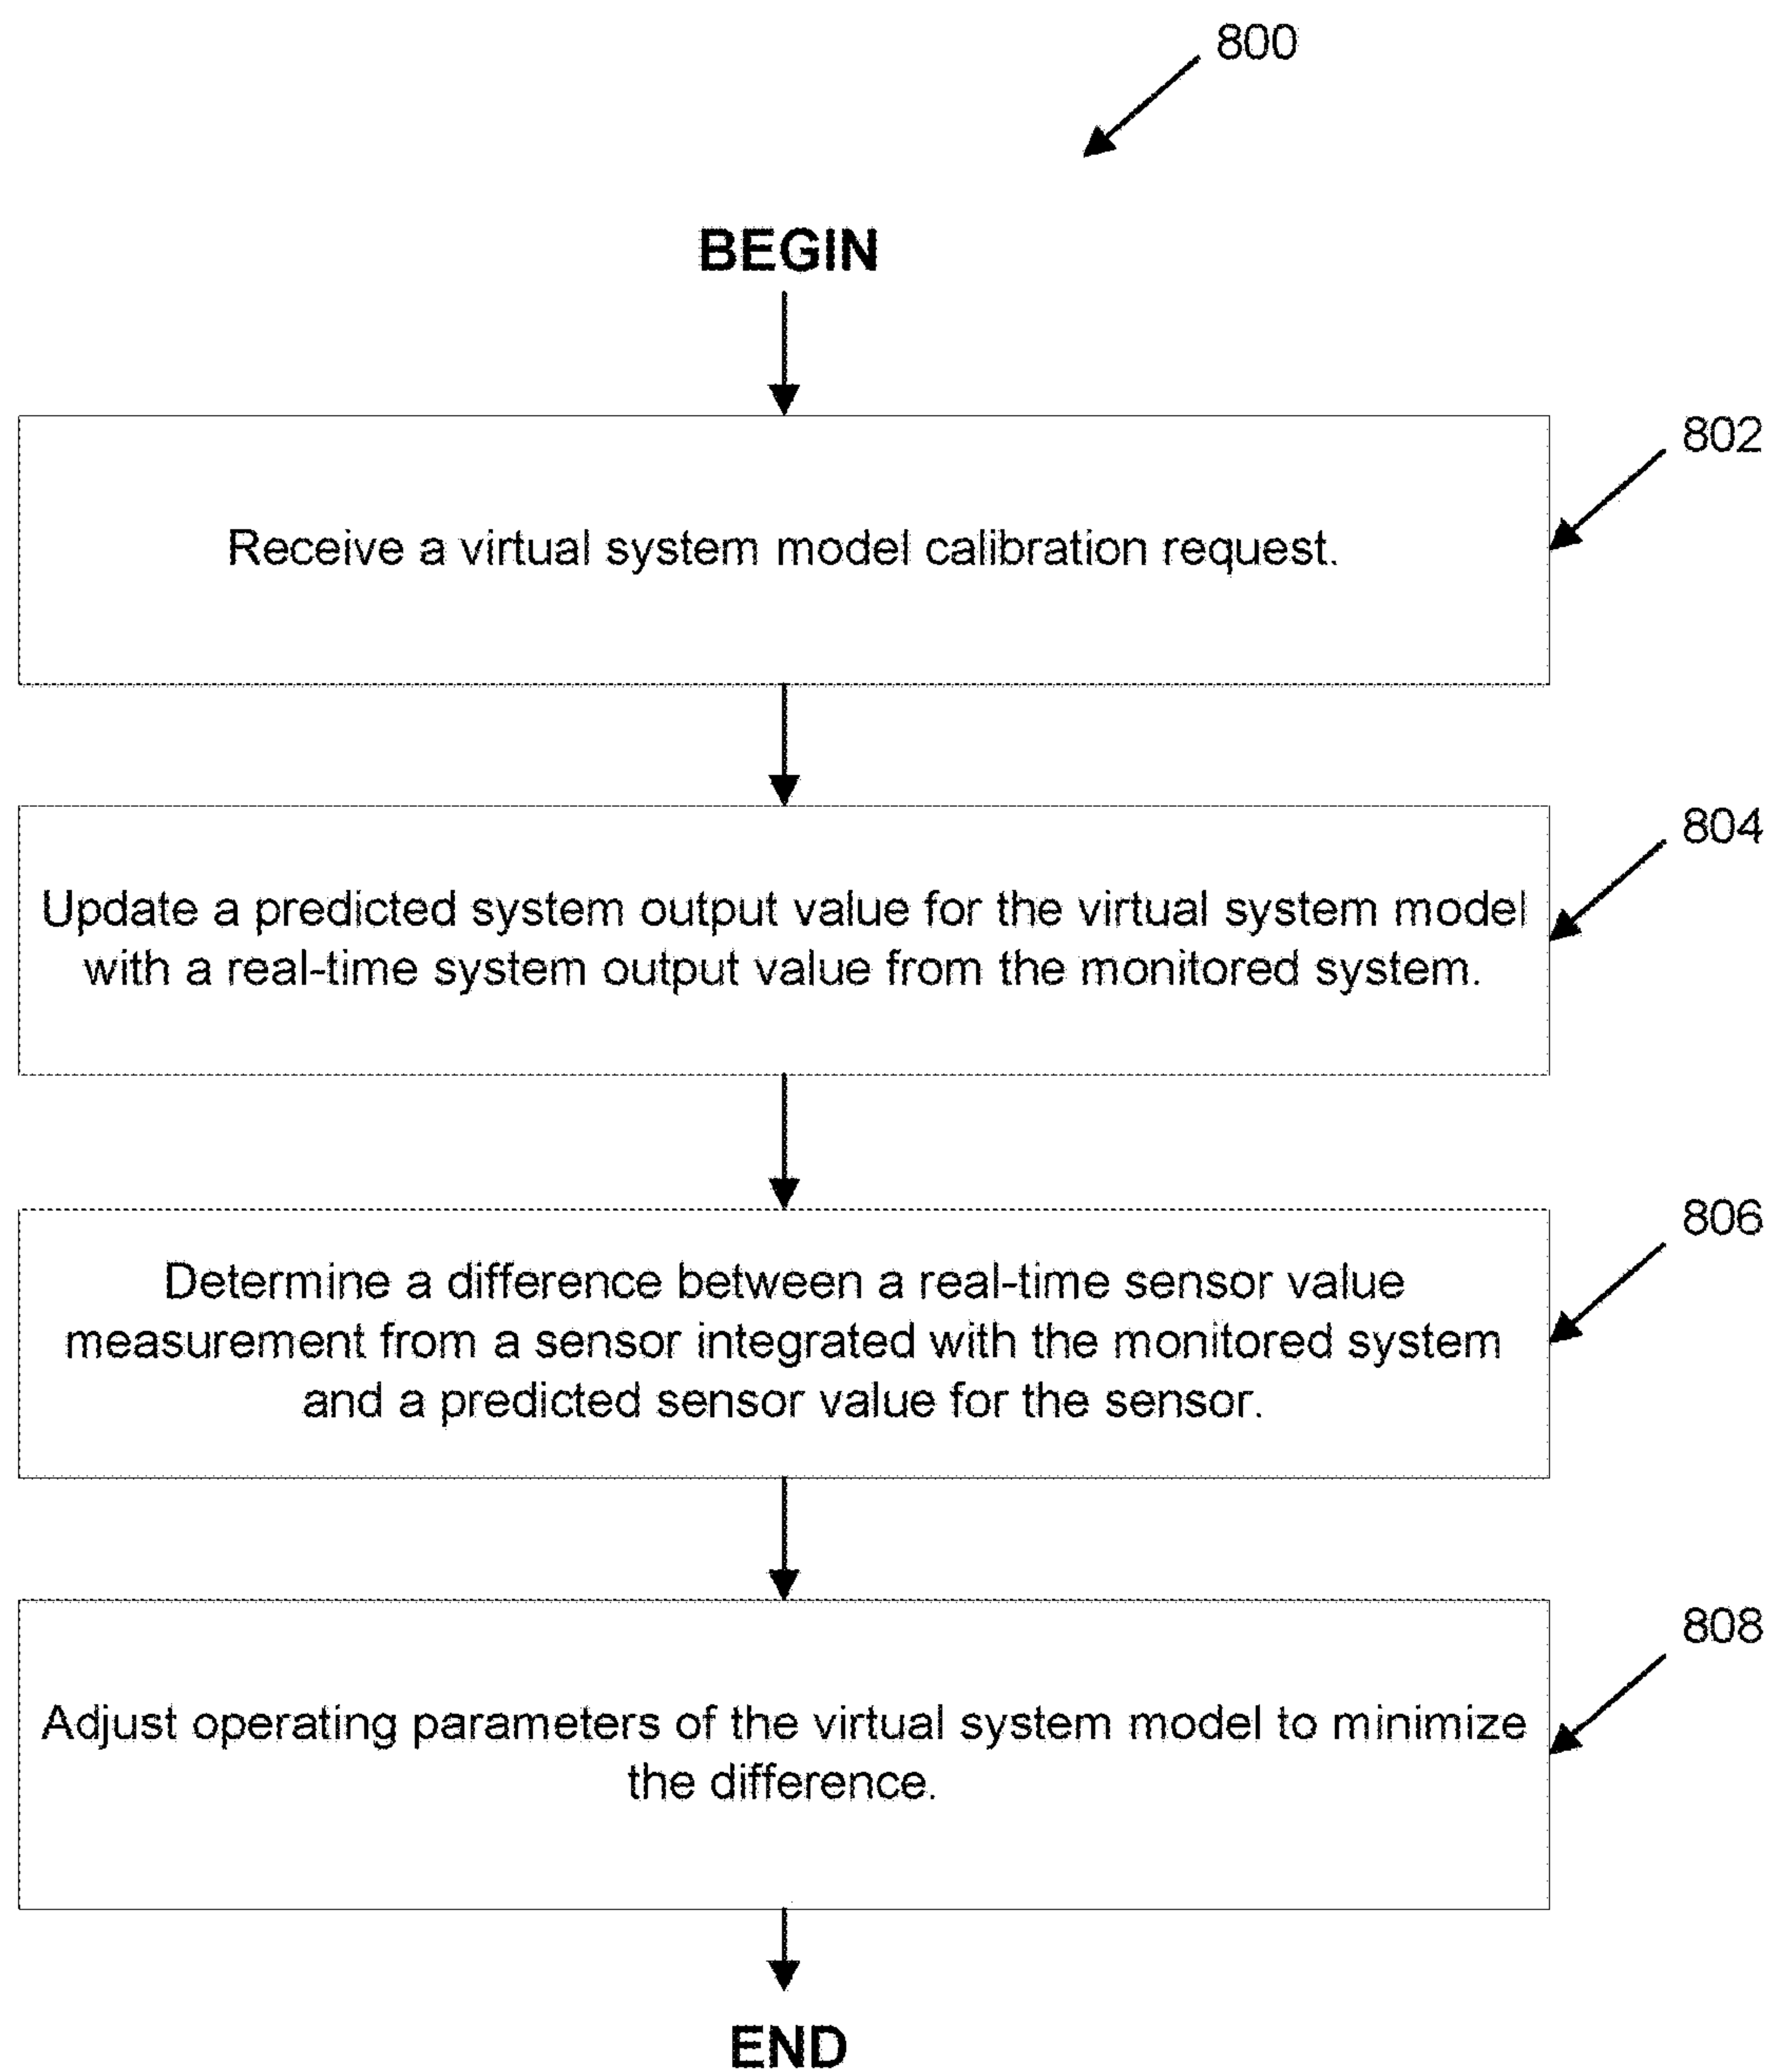 800
BEGIN
802
Receive a virtual system model calibration request.
804
Update a predicted system output value for the virtual system model
with a real-time system output value from the monitored system.
806
Determine a difference between a real-time sensor value
measurement from a sensor integrated with the monitored system
and a predicted sensor value for the sensor.
808
Adjust operating parameters of the virtual system model to minimize
the difference.
END